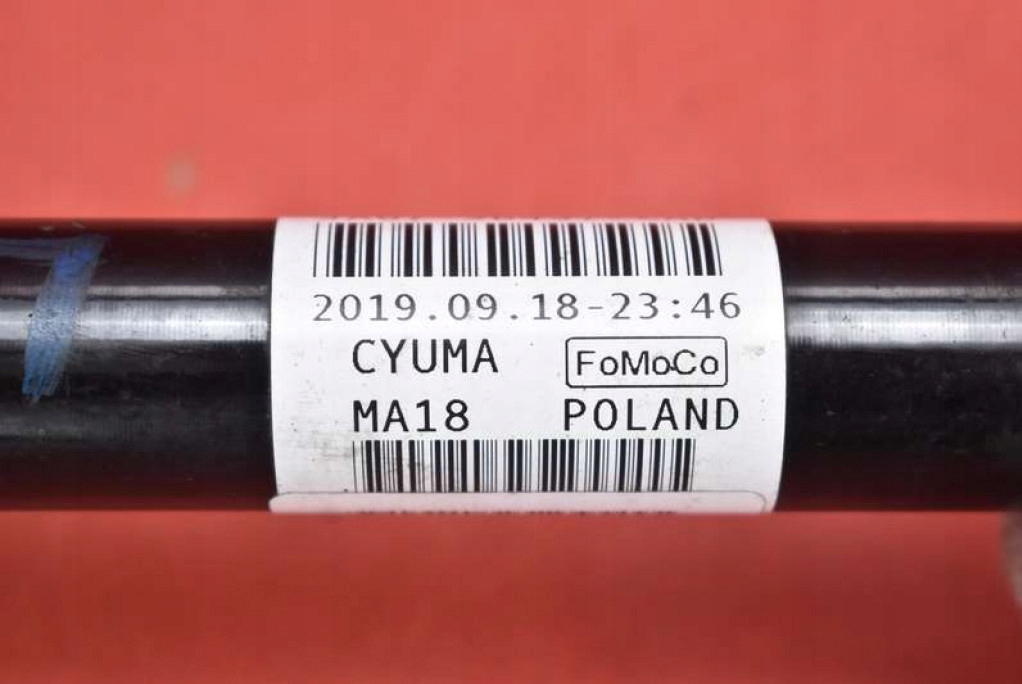 2019.09.18-23:46
CYUMA FoMoCo
MA18 POLAND